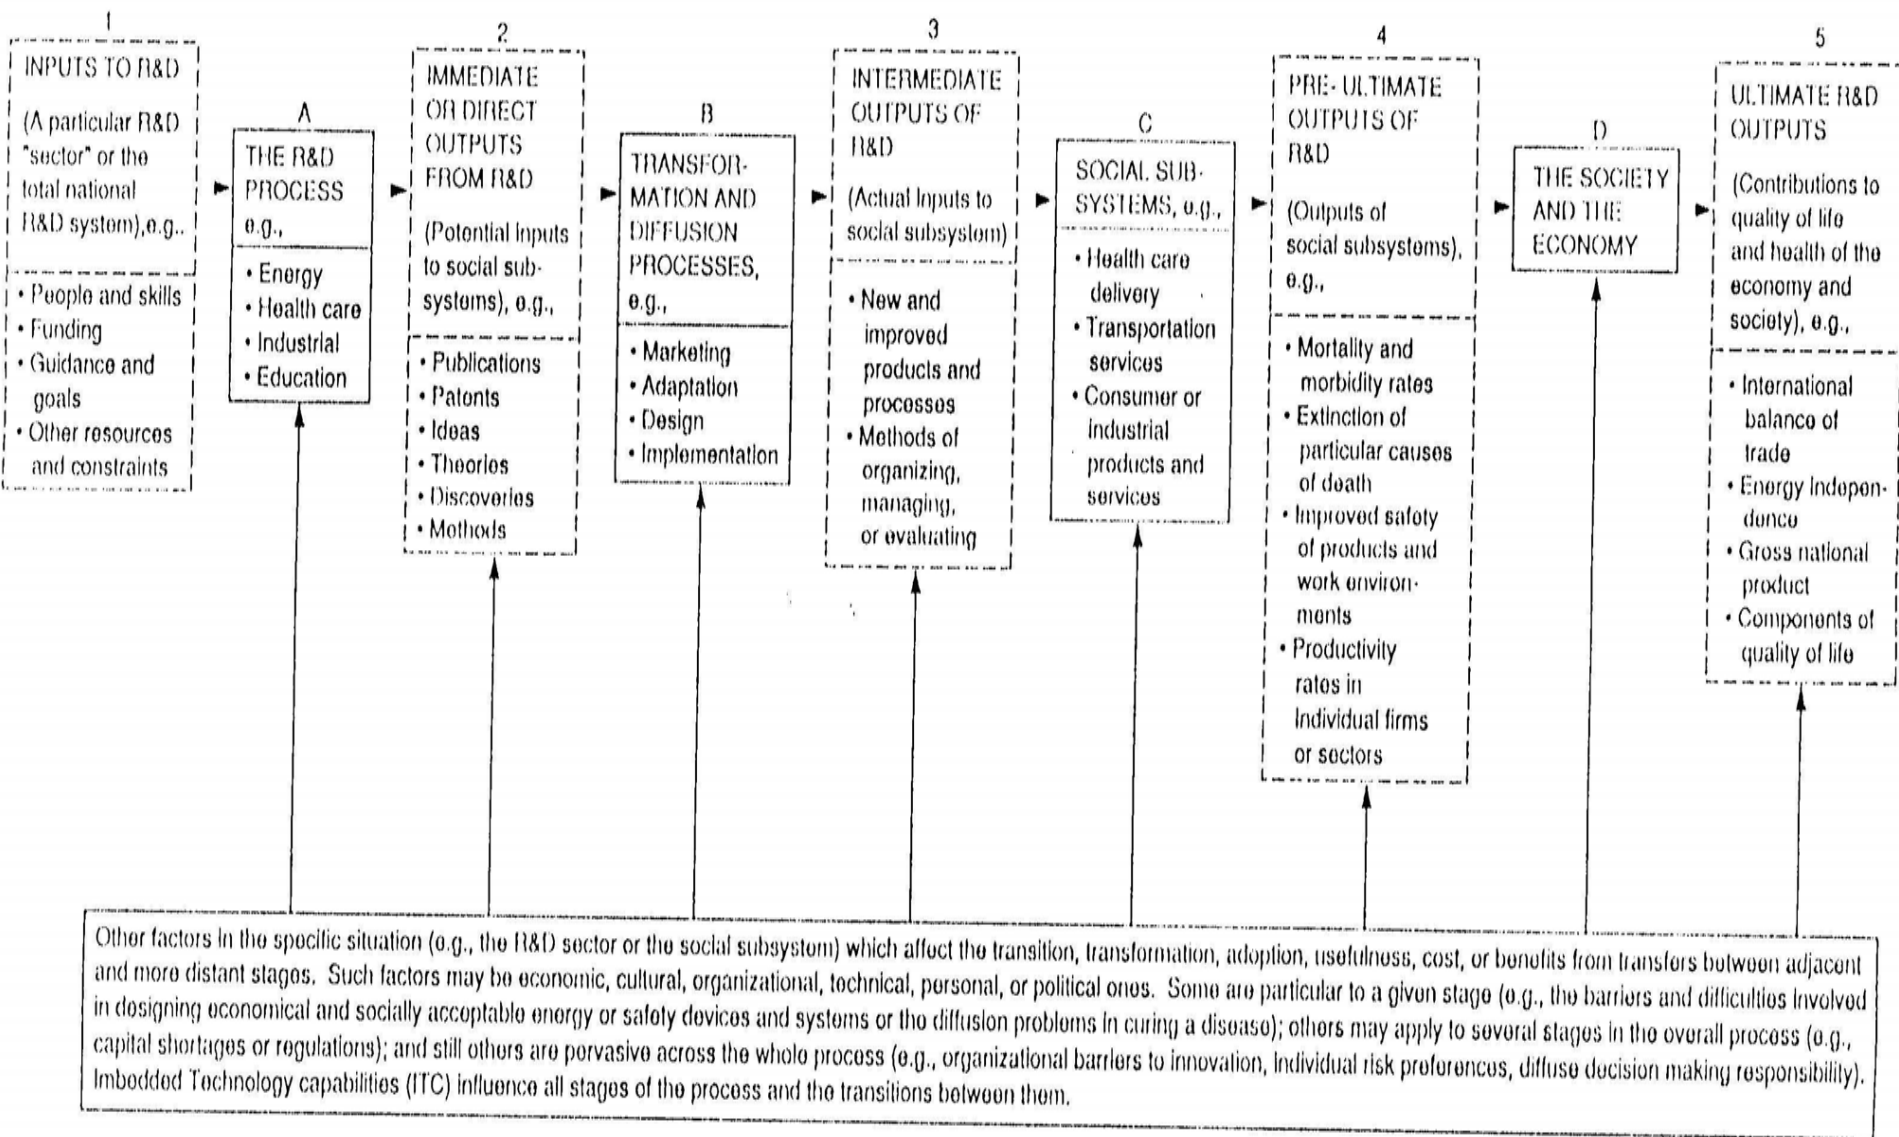 1
INPUTS TO R&D
(A particular R&D
"sector" or the
total national
R&D system),e.g.,
• People and skills
• Funding
• Guidance and
goals
• Other resources
and constraints
A
THE R&D
PROCESS
e.g.,
• Energy
• Health care
• Industrial
• Education
2
IMMEDIATE
OR DIRECT
OUTPUTS
FROM R&D
(Potential Inputs
to social sub-
systems), e.g.,
• Publications
• Patents
• Ideas
• Theories
• Discoveries
• Methods
B
TRANSFOR-
MATION AND
DIFFUSION
PROCESSES,
e.g.,
• Marketing
• Adaptation
• Design
• Implementation
3
INTERMEDIATE
OUTPUTS OF
R&D
(Actual Inputs to
social subsystem)
• New and
improved
products and
processes
• Methods of
organizing,
managing,
or evaluating
C
SOCIAL SUB-
SYSTEMS, e.g.,
• Health care
delivery
• Transportation
services
• Consumer or
Industrial
products and
services
4
PRE- ULTIMATE
OUTPUTS OF
R&D
(Outputs of
social subsystems),
e.g.,
• Mortality and
morbidity rates
• Extinction of
particular causes
of death
• Improved safety
of products and
work environ-
ments
• Productivity
rates in
Individual firms
or sectors
D
THE SOCIETY
AND THE
ECONOMY
5
ULTIMATE R&D
OUTPUTS
(Contributions to
quality of life
and health of the
economy and
society), e.g.,
• International
balance of
trade
• Energy Indepen-
dence
• Gross national
product
• Components of
quality of life
Other factors in the specific situation (e.g., the R&D sector or the social subsystem) which affect the transition, transformation, adoption, usefulness, cost, or benefits from transfers between adjacent
and more distant stages. Such factors may be economic, cultural, organizational, technical, personal, or political ones. Some are particular to a given stage (e.g., the barriers and difficulties Involved
in designing economical and socially acceptable energy or safety devices and systems or the diffusion problems in curing a disease); others may apply to several stages in the overall process (e.g.,
capital shortages or regulations); and still others are pervasive across the whole process (e.g., organizational barriers to innovation, Individual risk preferences, diffuse decision making responsibility).
Imbedded Technology capabilities (ITC) influence all stages of the process and the transitions between them.